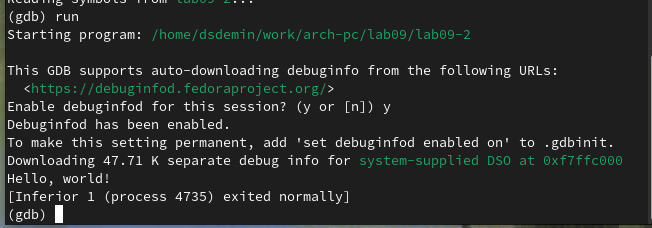 Reading symbols from lab09-2...
(gdb) run
Starting program: /home/dsdemin/work/arch-pc/lab09/lab09-2
This GDB supports auto-downloading debuginfo from the following URLs:
<https://debuginfod.fedoraproject.org/>
Enable debuginfod for this session? (y or [n]) y
Debuginfod has been enabled.
To make this setting permanent, add 'set debuginfod enabled on' to .gdbinit.
Downloading 47.71 K separate debug info for system-supplied DSO at 0xf7ffc000
Hello, world!
[Inferior 1 (process 4735) exited normally]
(gdb)